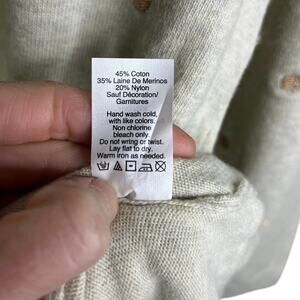 45% Coton
35% Laine De Merinos
20% Nylon
Sauf Décoration/
Garnitures
Hand wash cold,
with like colors.
Non chlorine
bleach only
Do not wring or twist.
Lay flat to dry.
Warm iron as needed.